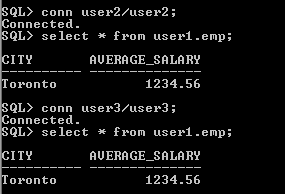 SQL> conn user2/user2;
Connected.
SQL> select * from user1.emp;
CITY       AVERAGE_SALARY
---------- --------------
Toronto           1234.56
SQL> conn user3/user3;
Connected.
SQL> select * from user1.emp;
CITY       AVERAGE_SALARY
---------- --------------
Toronto           1234.56